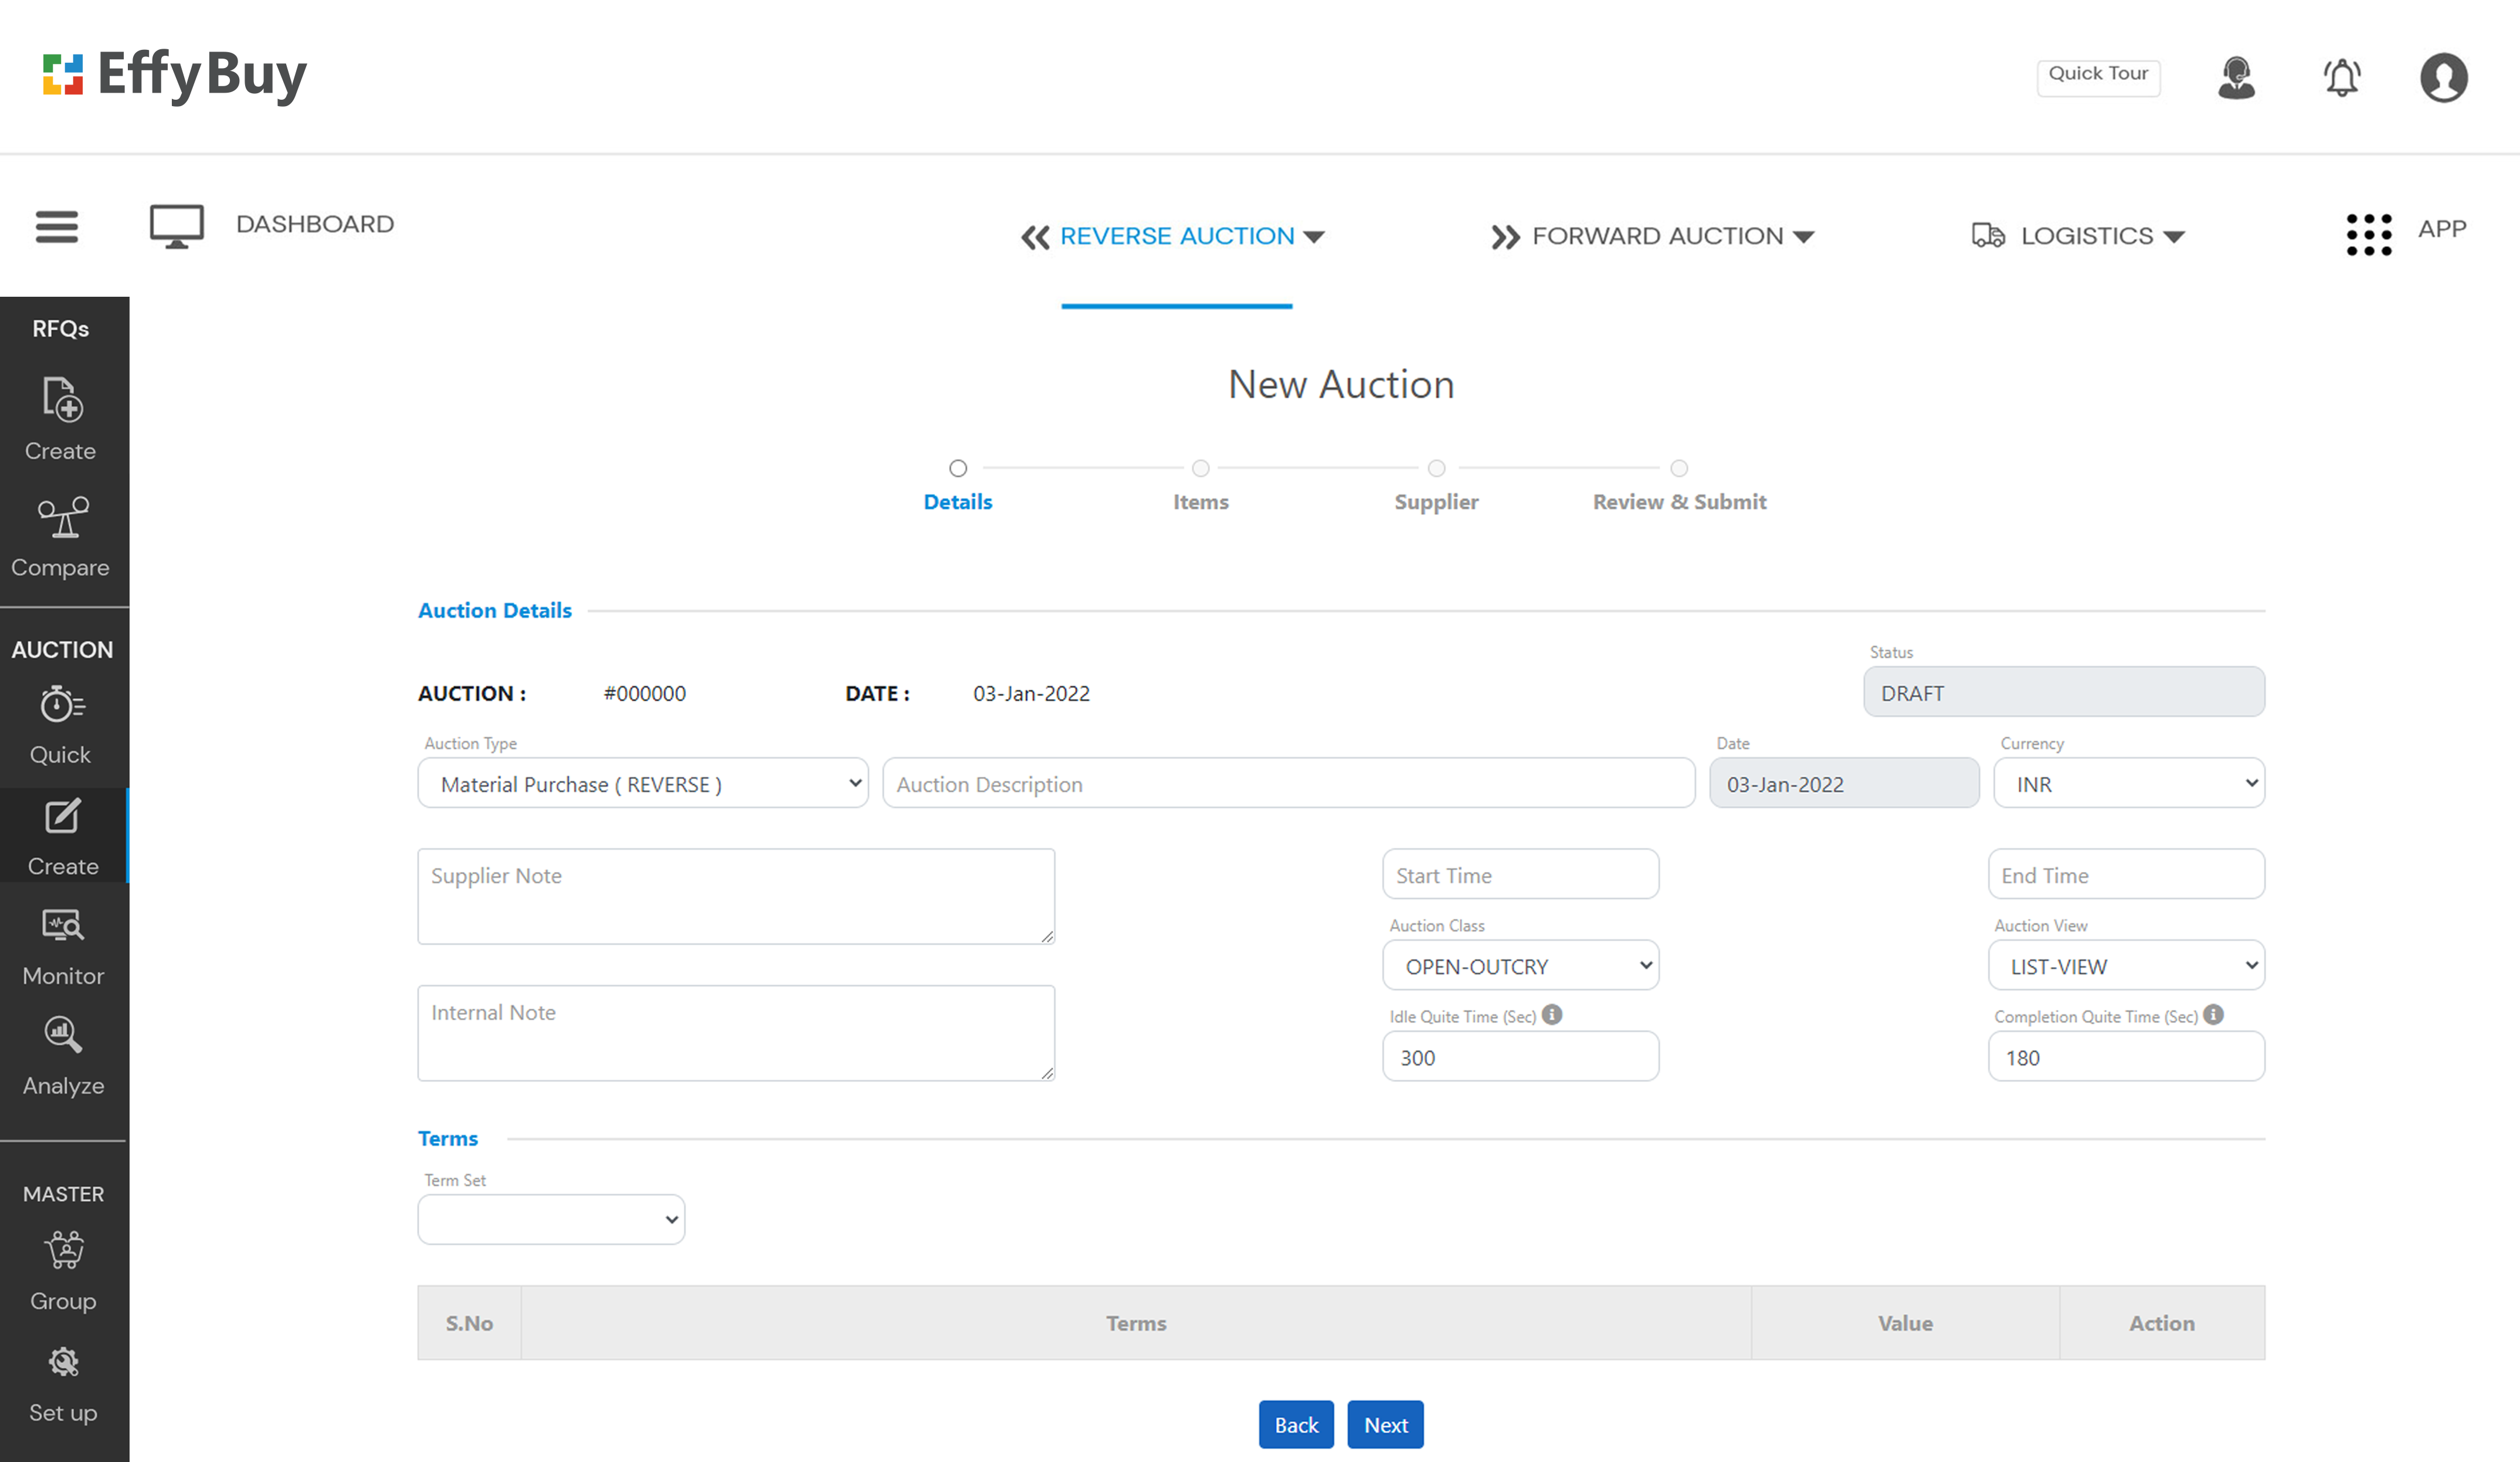 EffyBuy
Quick Tour
DASHBOARD
REVERSE AUCTION
FORWARD AUCTION
LOGISTICS
APP
RFQs
Create
Compare
AUCTION
Quick
Create
Monitor
Analyze
MASTER
Group
Set up
New Auction
Details
Items
Supplier
Review & Submit
Auction Details
AUCTION : #000000 DATE : 03-Jan-2022
Status
DRAFT
Auction Type
Material Purchase ( REVERSE )
Auction Description
Date
03-Jan-2022
Currency
INR
Supplier Note
Start Time
End Time
Auction Class
OPEN-OUTCRY
Auction View
LIST-VIEW
Internal Note
Idle Quite Time (Sec)
300
Completion Quite Time (Sec)
180
Terms
Term Set
S.No Terms Value Action
Back Next